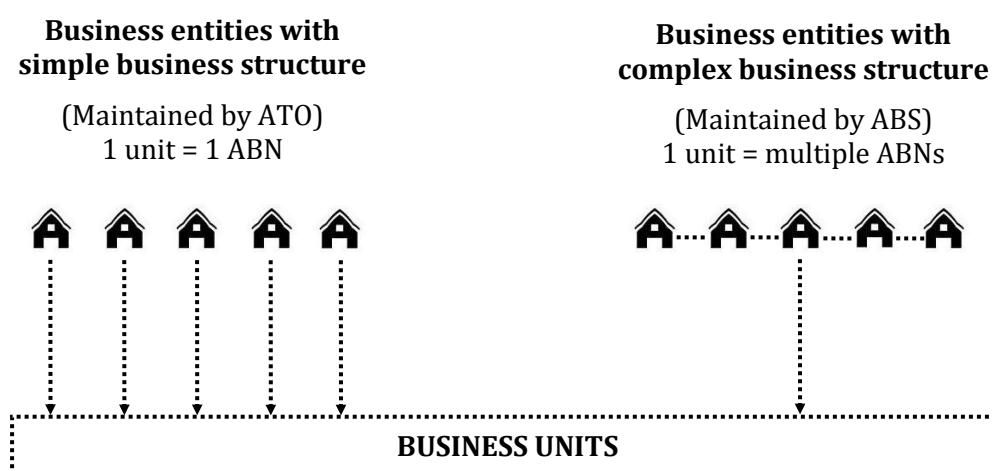 Business entities with
simple business structure
(Maintained by ATO)
1 unit = 1 ABN
Business entities with
complex business structure
(Maintained by ABS)
1 unit = multiple ABNs
BUSINESS UNITS